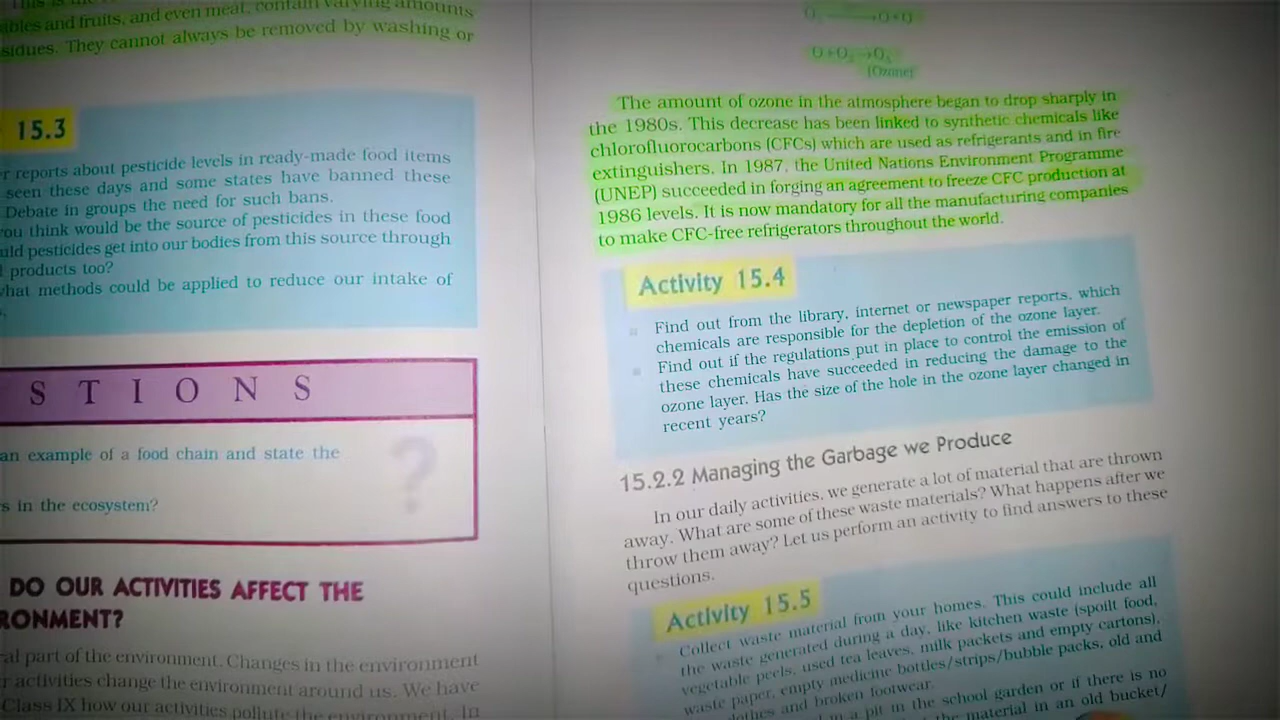 ables and fruits, and even meat, contain varying amounts
sidues. They cannot always be removed by washing or
15.3
r reports about pesticide levels in ready-made food items
seen these days and some states have banned these
Debate in groups the need for such bans.
ou think would be the source of pesticides in these food
uld pesticides get into our bodies from this source through
products too?
hat methods could be applied to reduce our intake of
S T I O N S
an example of a food chain and state the
s in the ecosystem?
?
DO OUR ACTIVITIES AFFECT THE
RONMENT?
al part of the environment. Changes in the environment
r activities change the environment around us. We have
Class IX how our activities pollute the environment. In
O+O₂→O₃
(Ozone)
The amount of ozone in the atmosphere began to drop sharply in
the 1980s. This decrease has been linked to synthetic chemicals like
chlorofluorocarbons (CFCs) which are used as refrigerants and in fire
extinguishers. In 1987, the United Nations Environment Programme
(UNEP) succeeded in forging an agreement to freeze CFC production at
1986 levels. It is now mandatory for all the manufacturing companies
to make CFC-free refrigerators throughout the world.
Activity 15.4
Find out from the library, internet or newspaper reports, which
chemicals are responsible for the depletion of the ozone layer.
Find out if the regulations put in place to control the emission of
these chemicals have succeeded in reducing the damage to the
ozone layer. Has the size of the hole in the ozone layer changed in
recent years?
15.2.2 Managing the Garbage we Produce
In our daily activities, we generate a lot of material that are thrown
away. What are some of these waste materials? What happens after we
throw them away? Let us perform an activity to find answers to these
questions.
Activity 15.5
Collect waste material from your homes. This could include all
the waste generated during a day, like kitchen waste (spoilt food,
vegetable peels, used tea leaves, milk packets and empty cartons),
waste paper, empty medicine bottles/strips/bubble packs, old and
clothes and broken footwear.
in a pit in the school garden or if there is no
the material in an old bucket/